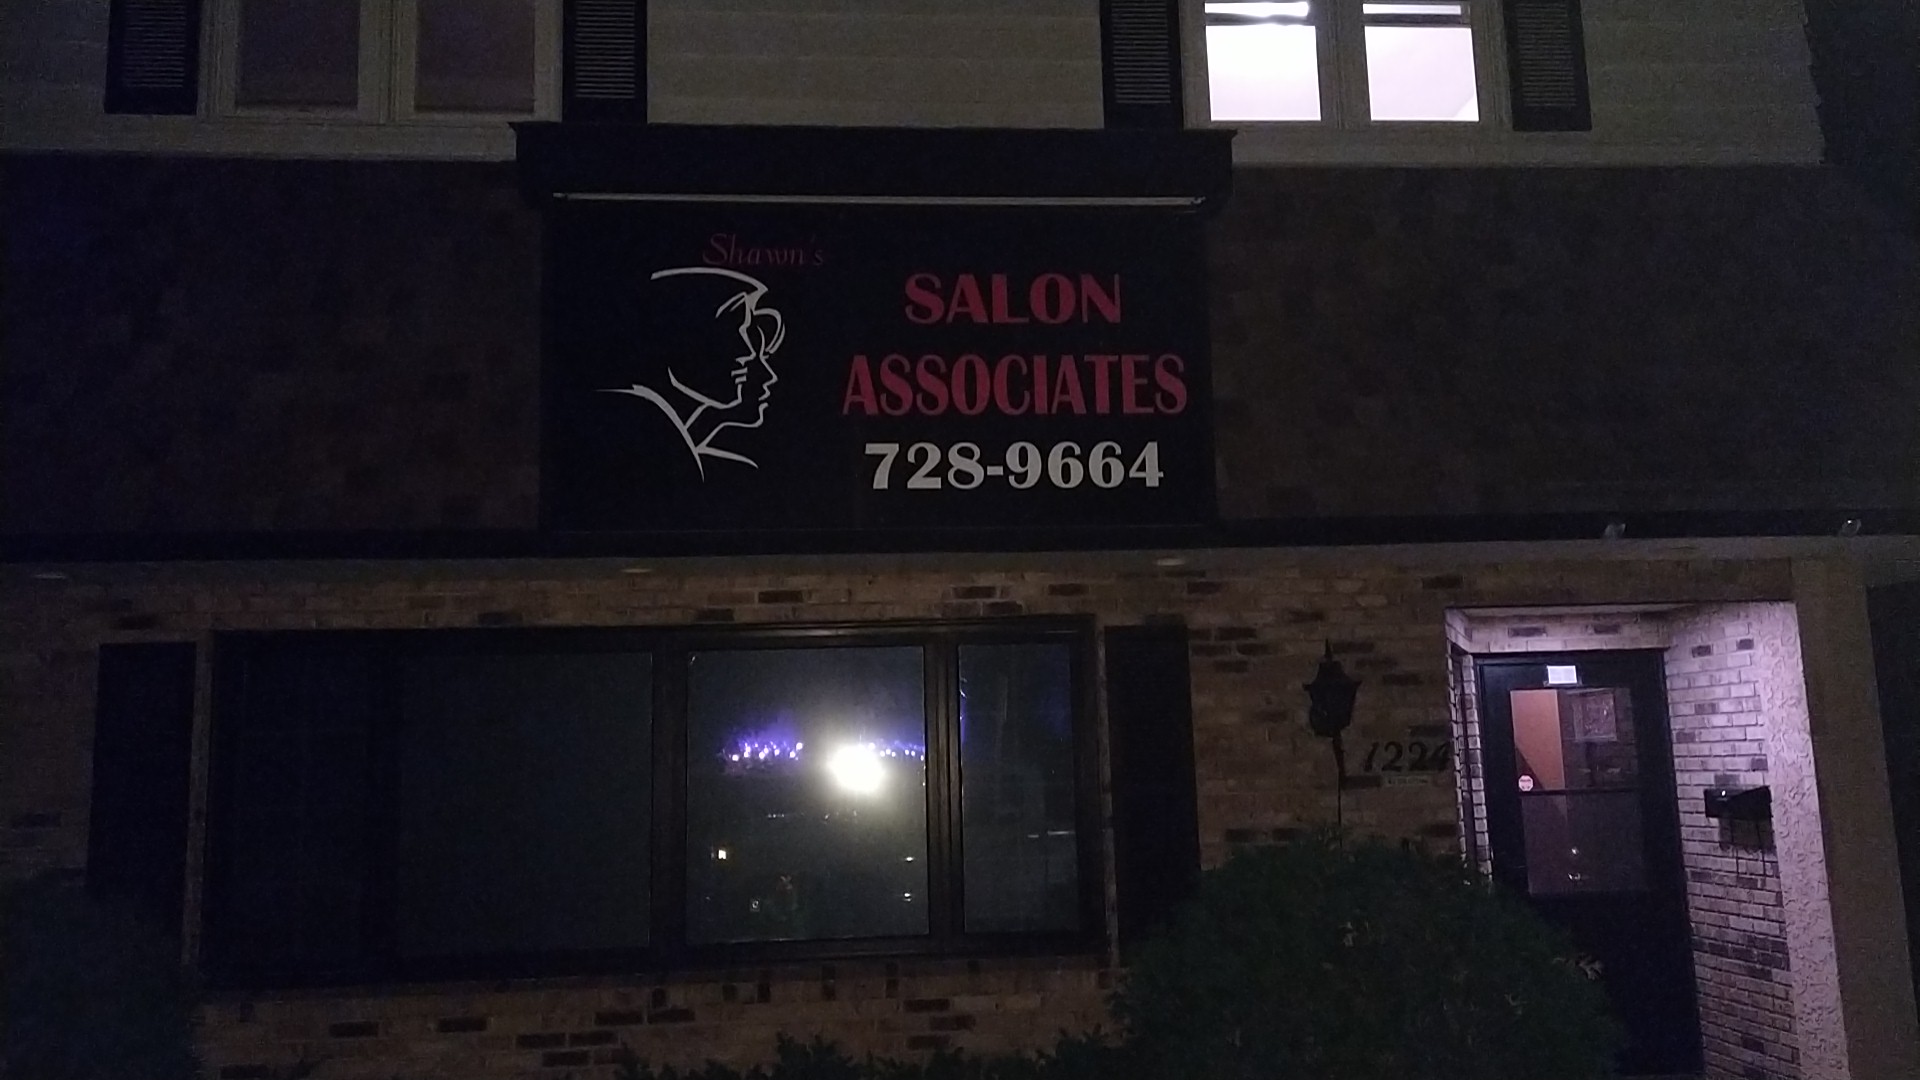 Shawn's
SALON
ASSOCIATES
728-9664
1224